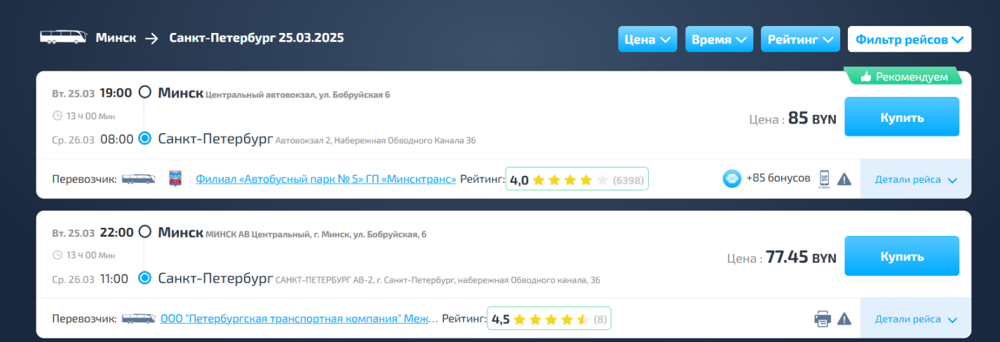 Минск → Санкт-Петербург 25.03.2025
Цена Время Рейтинг Фильтр рейсов
Рекомендуем
Вт. 25.03 19:00 Минск Центральный автовокзал, ул. Бобруйская 6
13 Ч 00 Мин
Цена : 85 BYN Купить
Ср. 26.03 08:00 Санкт-Петербург Автовокзал 2, Набережная Обводного Канала 36
Перевозчик: Филиал «Автобусный парк № 5» ГП «Минсктранс» Рейтинг: 4,0 (6398) +85 бонусов Детали рейса
Вт. 25.03 22:00 Минск МИНСК АВ Центральный, г. Минск, ул. Бобруйская, 6
13 Ч 00 Мин
Цена : 77.45 BYN Купить
Ср. 26.03 11:00 Санкт-Петербург САНКТ-ПЕТЕРБУРГ АВ-2, г. Санкт-Петербург, набережная Обводного канала, 36
Перевозчик: ООО "Петербургская транспортная компания" Меж... Рейтинг: 4,5 (8) Детали рейса